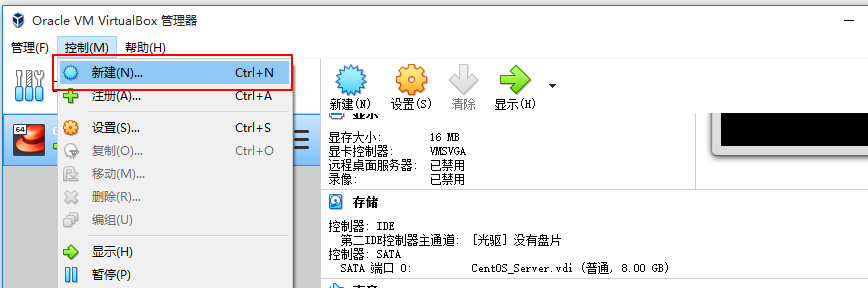 Oracle VM VirtualBox 管理器
管理(F) 控制(M) 帮助(H)
新建(N)... Ctrl+N
注册(A)... Ctrl+A
设置(S)... Ctrl+S
复制(O)... Ctrl+O
移动(M)...
删除(R)...
编组(U)
显示(H)
暂停(P)
64
新建(N) 设置(S) 清除 显示(H)
显示
显存大小: 16 MB
显卡控制器: VMSVGA
远程桌面服务器: 已禁用
录像: 已禁用
存储
控制器: IDE
第二IDE控制器主通道: [光驱] 没有盘片
控制器: SATA
SATA 端口 0: CentOS_Server.vdi (普通, 8.00 GB)